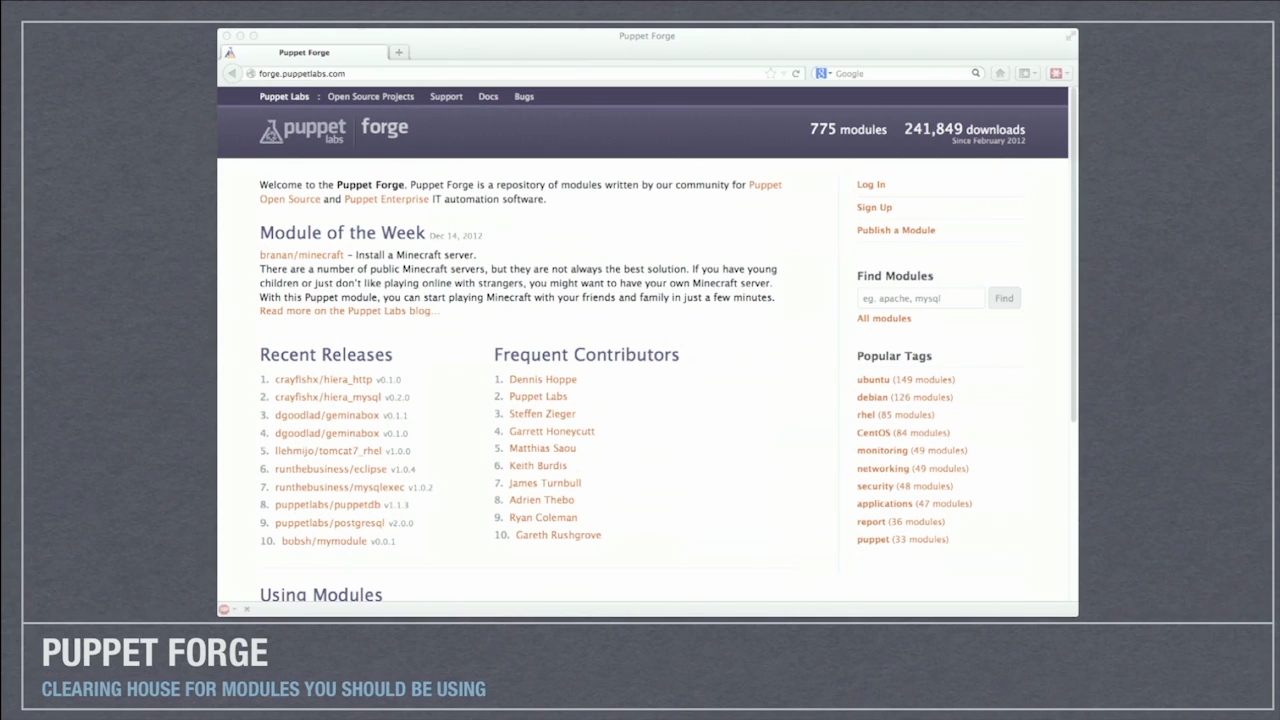 Puppet Forge
Puppet Forge
forge.puppetlabs.com
Google
Puppet Labs : Open Source Projects Support Docs Bugs
puppet labs forge
775 modules 241,849 downloads
Since February 2012
Welcome to the Puppet Forge. Puppet Forge is a repository of modules written by our community for Puppet
Open Source and Puppet Enterprise IT automation software.
Module of the Week Dec 14, 2012
branan/minecraft – Install a Minecraft server.
There are a number of public Minecraft servers, but they are not always the best solution. If you have young
children or just don't like playing online with strangers, you might want to have your own Minecraft server.
With this Puppet module, you can start playing Minecraft with your friends and family in just a few minutes.
Read more on the Puppet Labs blog...
Recent Releases
1. crayfishx/hiera_http v0.1.0
2. crayfishx/hiera_mysql v0.2.0
3. dgoodlad/geminabox v0.1.1
4. dgoodlad/geminabox v0.1.0
5. llehmijo/tomcat7_rhel v1.0.0
6. runthebusiness/eclipse v1.0.4
7. runthebusiness/mysqlexec v1.0.2
8. puppetlabs/puppetdb v1.1.3
9. puppetlabs/postgresql v2.0.0
10. bobsh/mymodule v0.0.1
Frequent Contributors
1. Dennis Hoppe
2. Puppet Labs
3. Steffen Zieger
4. Garrett Honeycutt
5. Matthias Saou
6. Keith Burdis
7. James Turnbull
8. Adrien Thebo
9. Ryan Coleman
10. Gareth Rushgrove
Using Modules
Log In
Sign Up
Publish a Module
Find Modules
eg. apache, mysql Find
All modules
Popular Tags
ubuntu (149 modules)
debian (126 modules)
rhel (85 modules)
CentOS (84 modules)
monitoring (49 modules)
networking (49 modules)
security (48 modules)
applications (47 modules)
report (36 modules)
puppet (33 modules)
PUPPET FORGE
CLEARING HOUSE FOR MODULES YOU SHOULD BE USING